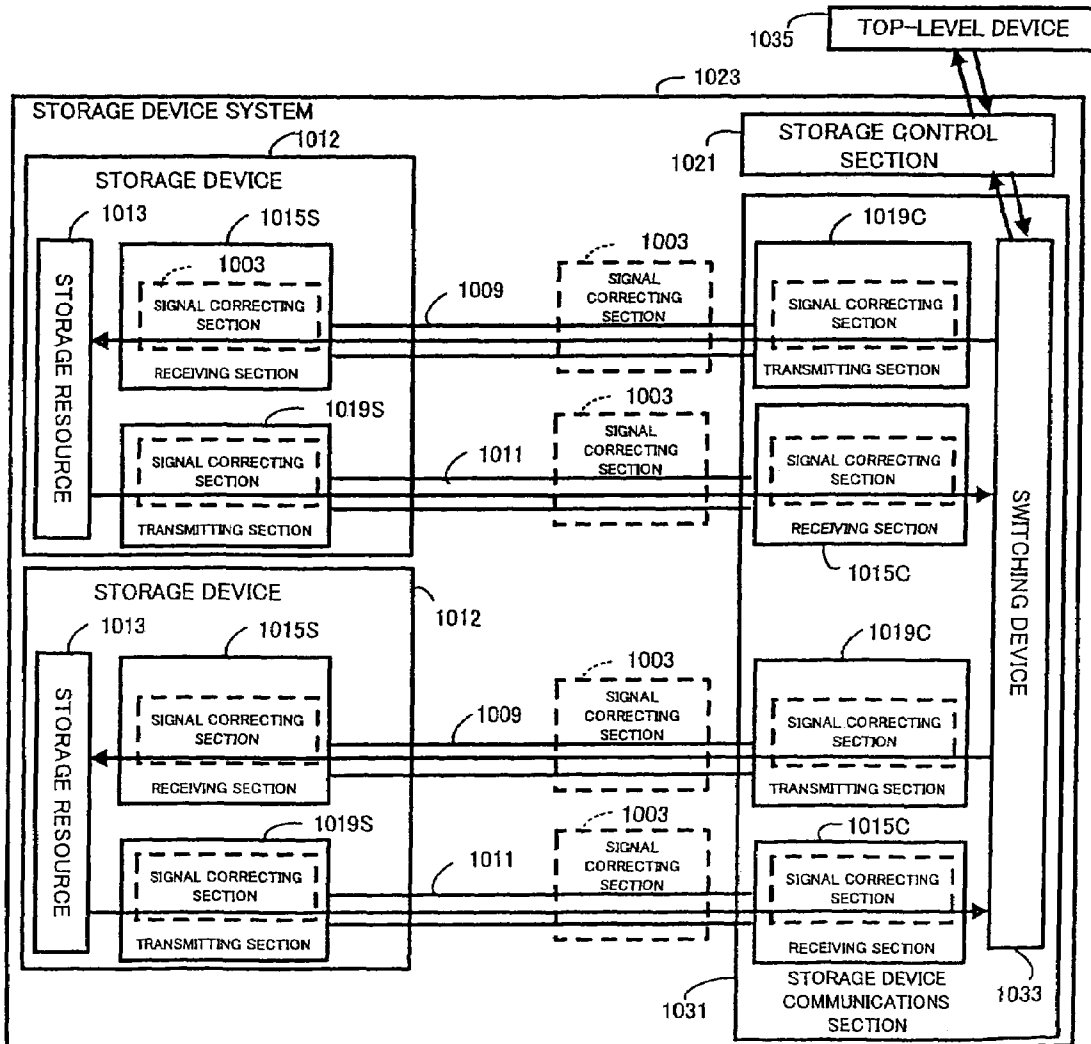 TOP-LEVEL DEVICE
1035
1023
STORAGE DEVICE SYSTEM
1012
STORAGE CONTROL
SECTION
1021
STORAGE DEVICE
1013
1015S
1019C
1003
1003
STORAGE RESOURCE
SIGNAL CORRECTING
SECTION
RECEIVING SECTION
1009
SIGNAL
CORRECTING
SECTION
SIGNAL CORRECTING
SECTION
TRANSMITTING SECTION
1019S
1003
SIGNAL CORRECTING
SECTION
TRANSMITTING SECTION
1011
SIGNAL
CORRECTING
SECTION
SIGNAL CORRECTING
SECTION
RECEIVING SECTION
1015C
SWITCHING DEVICE
STORAGE DEVICE
1012
1013
1015S
1019C
1003
STORAGE RESOURCE
SIGNAL CORRECTING
SECTION
RECEIVING SECTION
1009
SIGNAL
CORRECTING
SECTION
SIGNAL CORRECTING
SECTION
TRANSMITTING SECTION
1019S
1003
1015C
SIGNAL CORRECTING
SECTION
TRANSMITTING SECTION
1011
SIGNAL
CORRECTING
SECTION
SIGNAL CORRECTING
SECTION
RECEIVING SECTION
1031
STORAGE DEVICE
COMMUNICATIONS
SECTION
1033